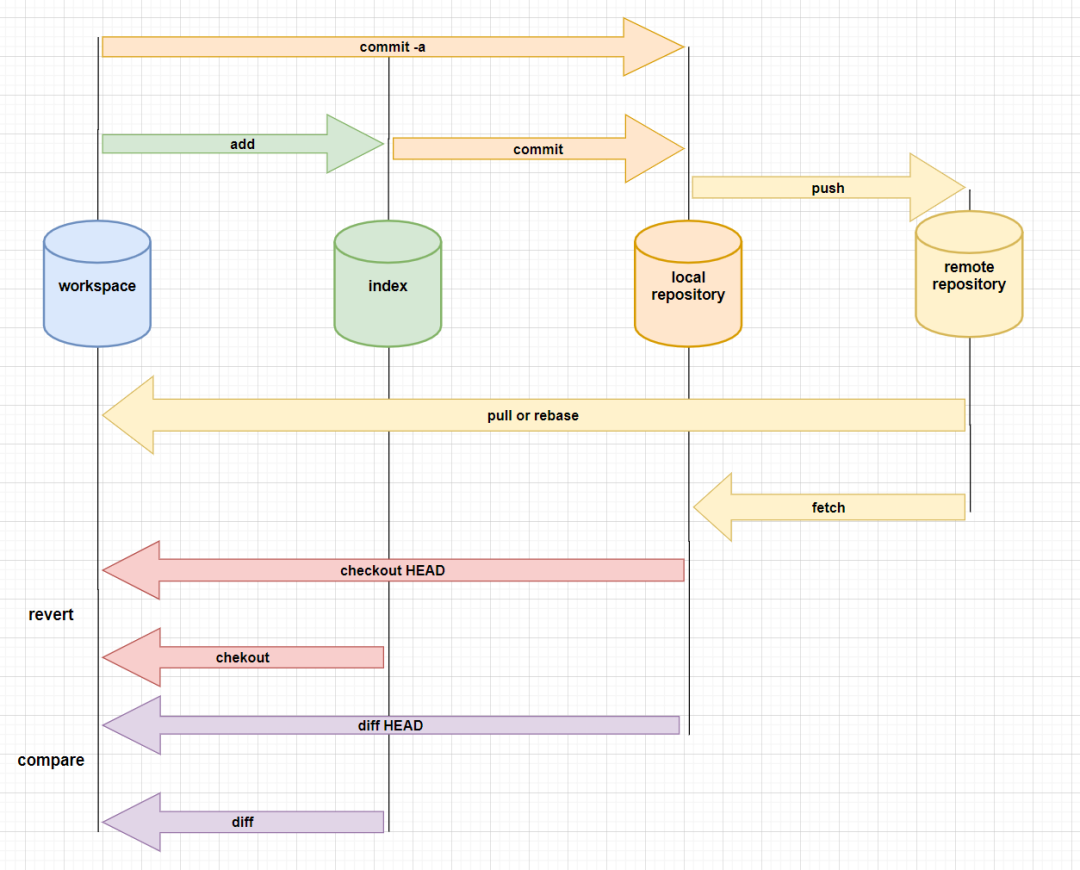 commit -a
add
commit
push
workspace
index
local
repository
remote
repository
pull or rebase
fetch
checkout HEAD
revert
chekout
diff HEAD
compare
diff